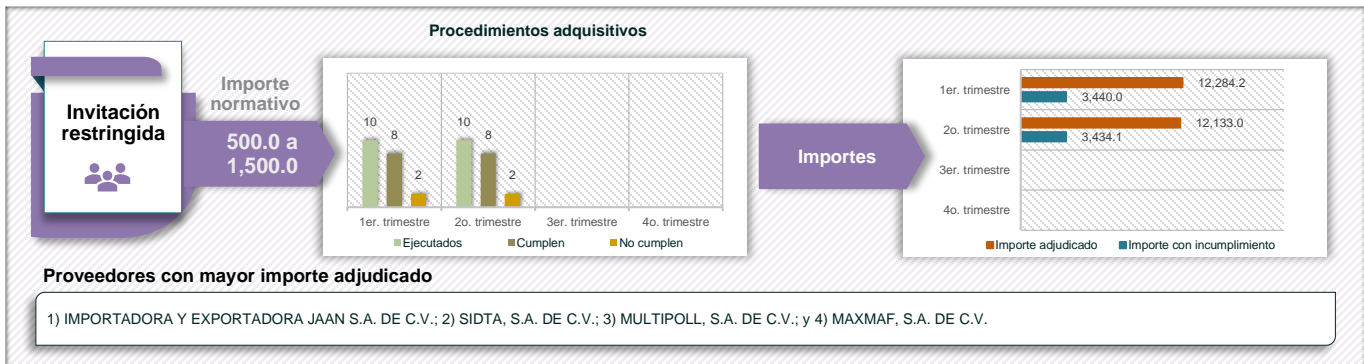 Procedimientos adquisitivos
Invitación
restringida
Importe
normativo
500.0 a
1,500.0
10
8
2
10
8
2
1er. trimestre
2o. trimestre
3er. trimestre
4o. trimestre
Ejecutados
Cumplen
No cumplen
Importes
1er. trimestre
12,284.2
3,440.0
2o. trimestre
12,133.0
3,434.1
3er. trimestre
4o. trimestre
Importe adjudicado
Importe con incumplimiento
Proveedores con mayor importe adjudicado
1) IMPORTADORA Y EXPORTADORA JAAN S.A. DE C.V.; 2) SIDTA, S.A. DE C.V.; 3) MULTIPOLL, S.A. DE C.V.; y 4) MAXMAF, S.A. DE C.V.